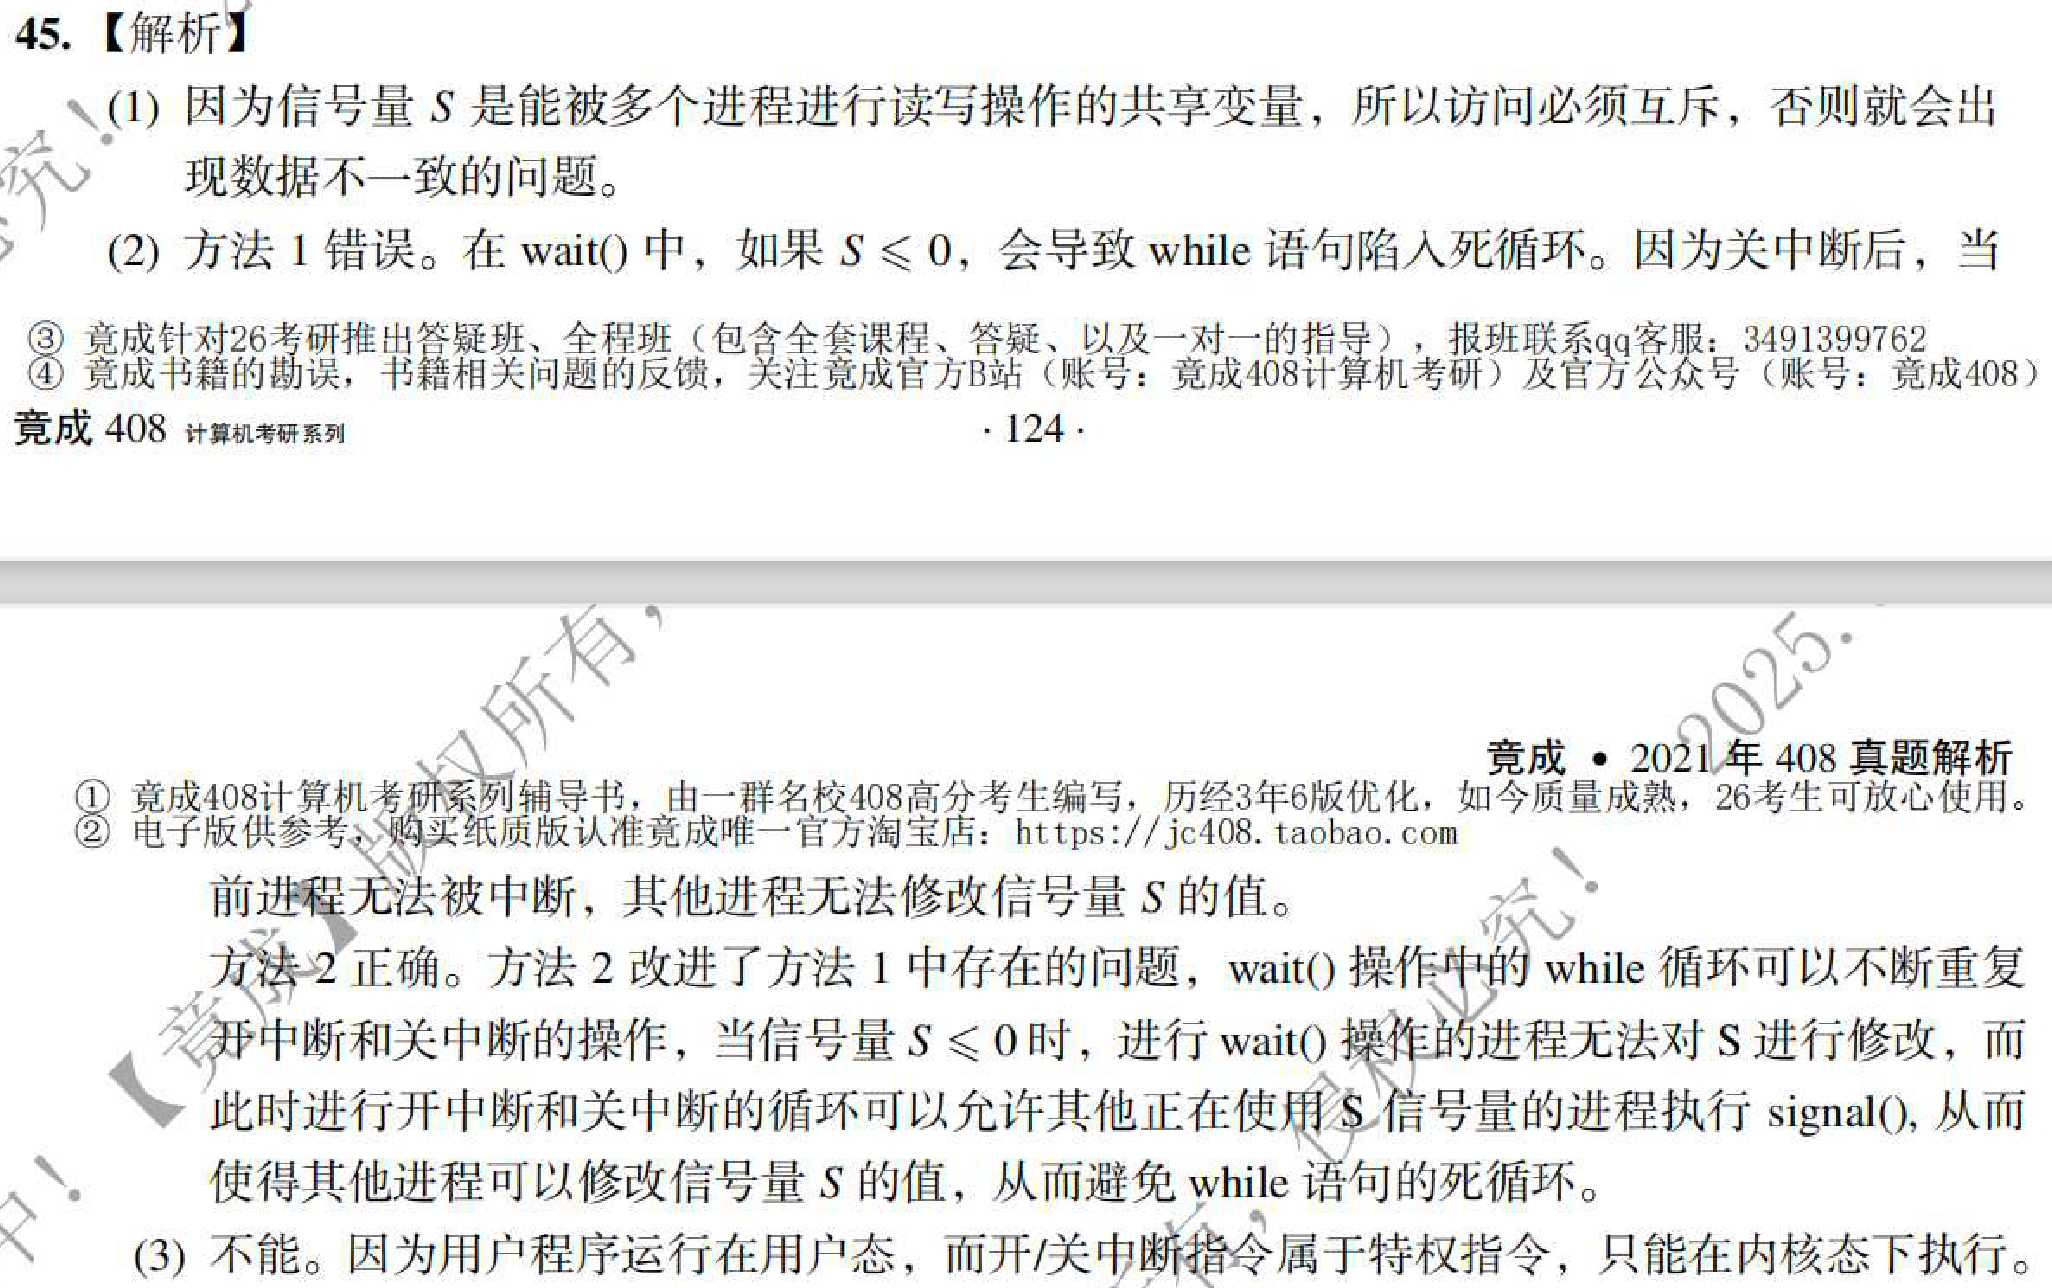 45. 【解析】
(1) 因为信号量 S 是能被多个进程进行读写操作的共享变量，所以访问必须互斥，否则就会出
现数据不一致的问题。
(2) 方法 1 错误。在 wait() 中，如果 S ⩽ 0，会导致 while 语句陷入死循环。因为关中断后，当
③ 竟成针对26考研推出答疑班、全程班（包含全套课程、答疑、以及一对一的指导），报班联系qq客服：3491399762
④ 竟成书籍的勘误，书籍相关问题的反馈，关注竟成官方B站（账号：竟成408计算机考研）及官方公众号（账号：竟成408）
竟成 408 计算机考研系列 · 124 ·
竟成 • 2021 年 408 真题解析
① 竟成408计算机考研系列辅导书，由一群名校408高分考生编写，历经3年6版优化，如今质量成熟，26考生可放心使用。
② 电子版供参考，购买纸质版认准竟成唯一官方淘宝店：https://jc408.taobao.com
前进程无法被中断，其他进程无法修改信号量 S 的值。
方法 2 正确。方法 2 改进了方法 1 中存在的问题，wait() 操作中的 while 循环可以不断重复
开中断和关中断的操作，当信号量 S ⩽ 0 时，进行 wait() 操作的进程无法对 S 进行修改，而
此时进行开中断和关中断的循环可以允许其他正在使用 S 信号量的进程执行 signal(), 从而
使得其他进程可以修改信号量 S 的值，从而避免 while 语句的死循环。
(3) 不能。因为用户程序运行在用户态，而开/关中断指令属于特权指令，只能在内核态下执行。
【竟成】版权所有，
侵权必究！
2025.
究！
中！
有，